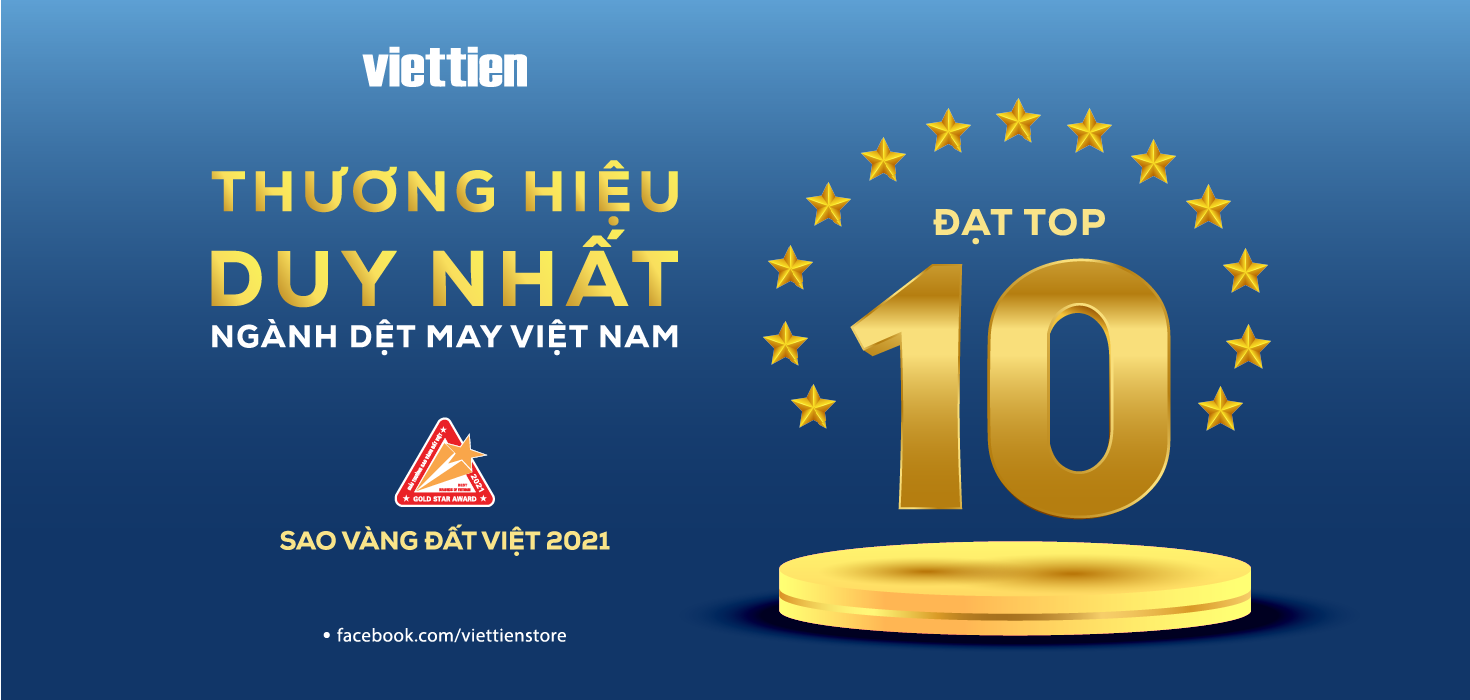 viettien
THƯƠNG HIỆU
DUY NHẤT
NGÀNH DỆT MAY VIỆT NAM
ĐẠT TOP
10
2021
GOLD STAR AWARD
SAO VÀNG ĐẤT VIỆT 2021
• facebook.com/viettienstore